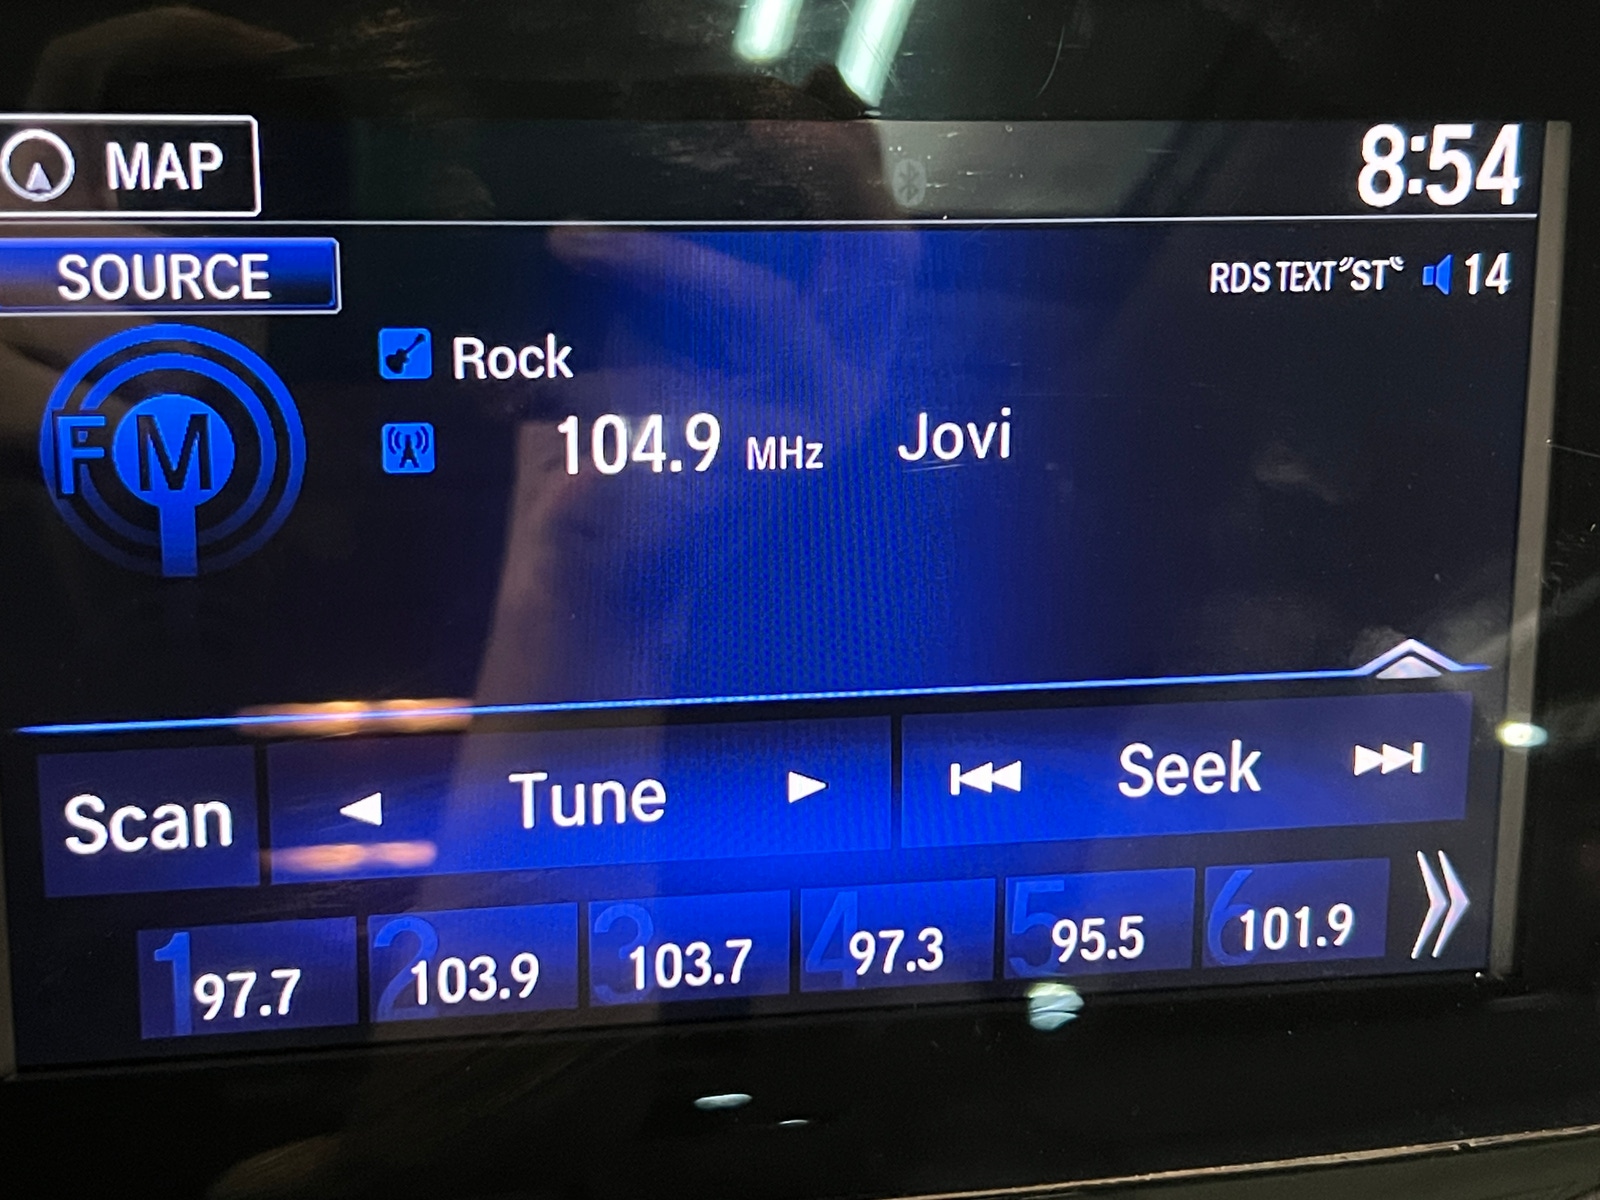 MAP
8:54
SOURCE
RDS TEXT "ST" 14
FM
Rock
104.9 MHz Jovi
Scan Tune Seek
1 97.7 2 103.9 3 103.7 4 97.3 5 95.5 6 101.9